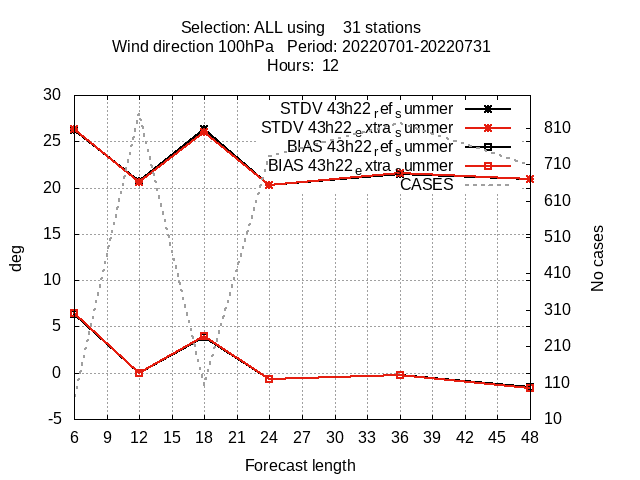 Selection: ALL using    31 stations
Wind direction 100hPa   Period: 20220701-20220731
Hours:  12
STDV 43h22_ref_summer
STDV 43h22_extra_summer
BIAS 43h22_ref_summer
BIAS 43h22_extra_summer
CASES
30
25
20
15
10
5
0
-5
deg
810
710
610
510
410
310
210
110
10
No cases
6 9 12 15 18 21 24 27 30 33 36 39 42 45 48
Forecast length